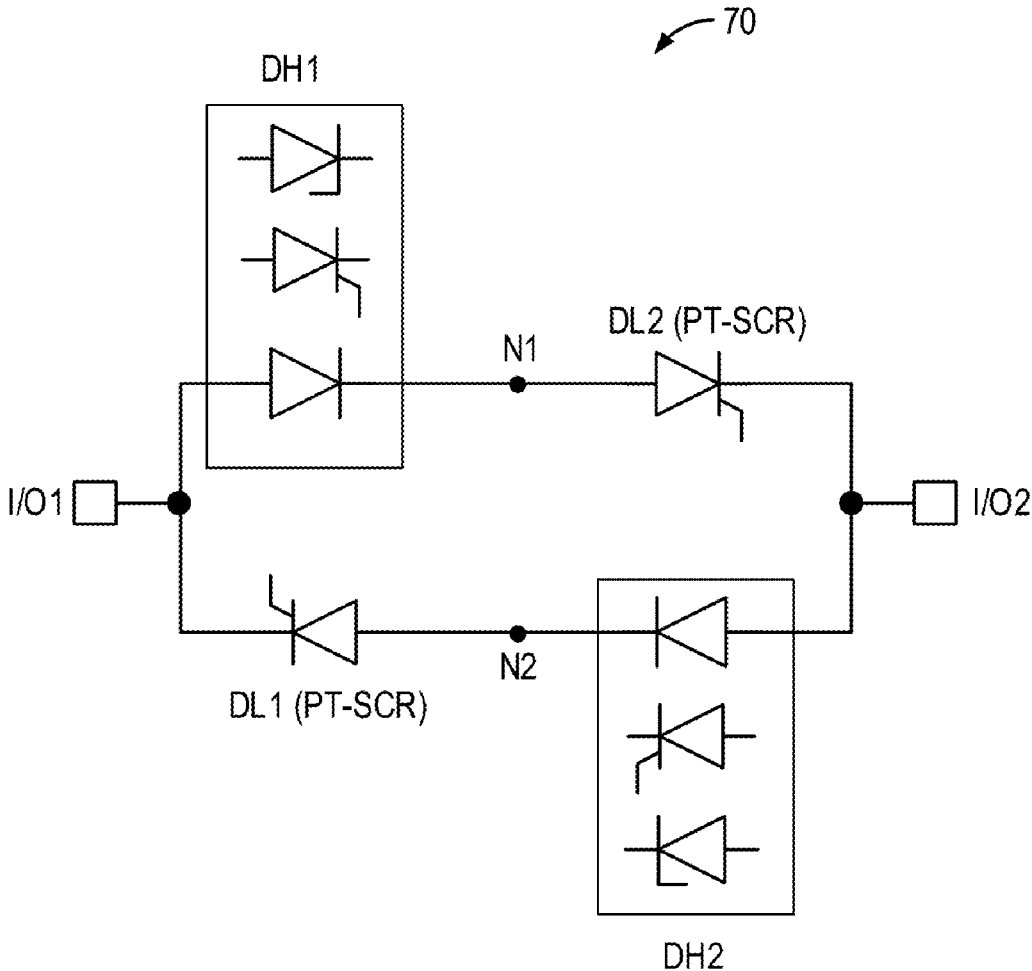 70
DH1
DL2 (PT-SCR)
N1
I/O1
I/O2
N2
DL1 (PT-SCR)
DH2